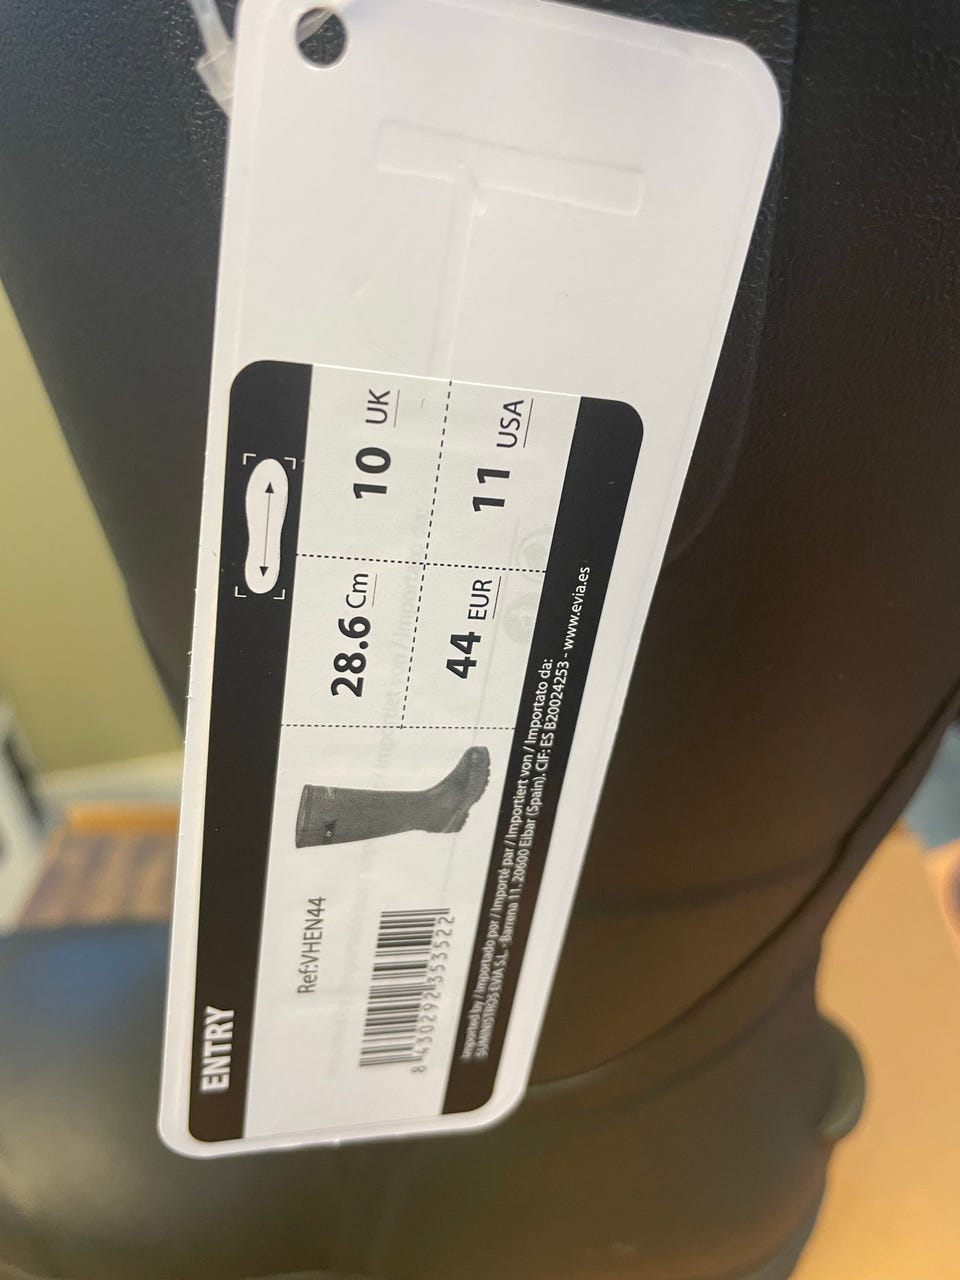 ENTRY
28.6 Cm
10 UK
44 EUR
11 USA
Ref:VHEN44
8 430292 353522
Imported by / Importado por / Importé par / Importiert von / Importato da:
SUMINISTROS EVIA S.L. - Barrena 11. 20600 Eibar (Spain). CIF: ES B20024253 - www.evia.es